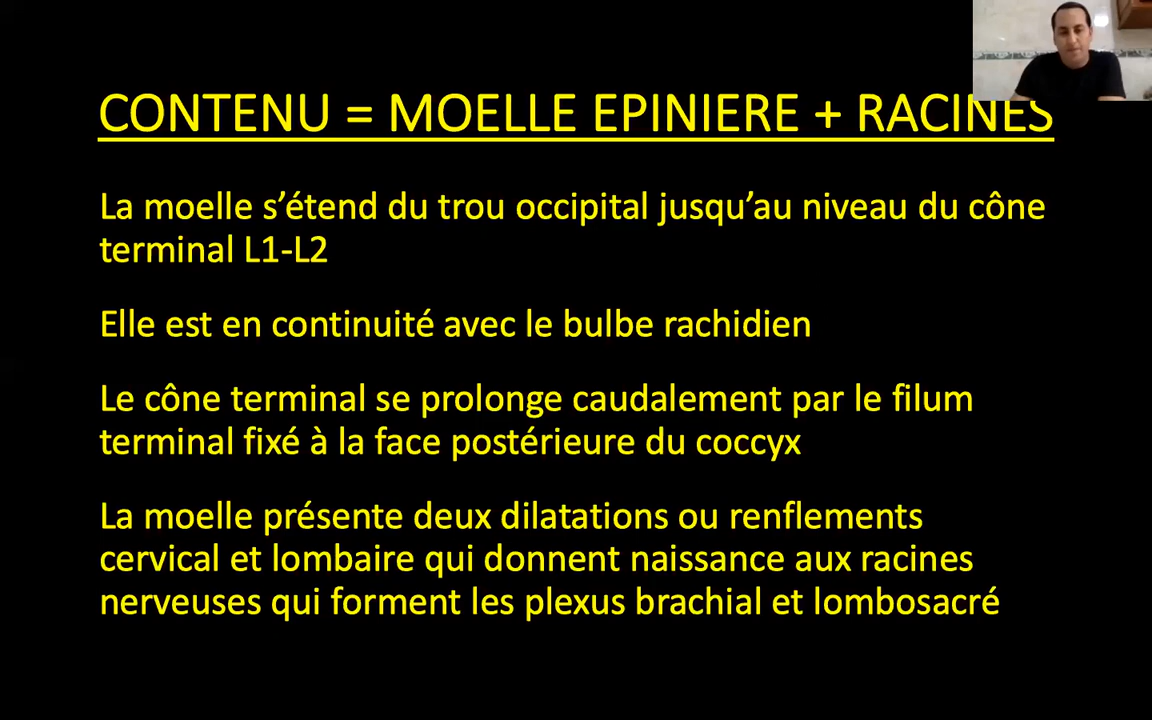 CONTENU = MOELLE EPINIERE + RACINES
La moelle s’étend du trou occipital jusqu’au niveau du cône
terminal L1-L2
Elle est en continuité avec le bulbe rachidien
Le cône terminal se prolonge caudalement par le filum
terminal fixé à la face postérieure du coccyx
La moelle présente deux dilatations ou renflements
cervical et lombaire qui donnent naissance aux racines
nerveuses qui forment les plexus brachial et lombosacré